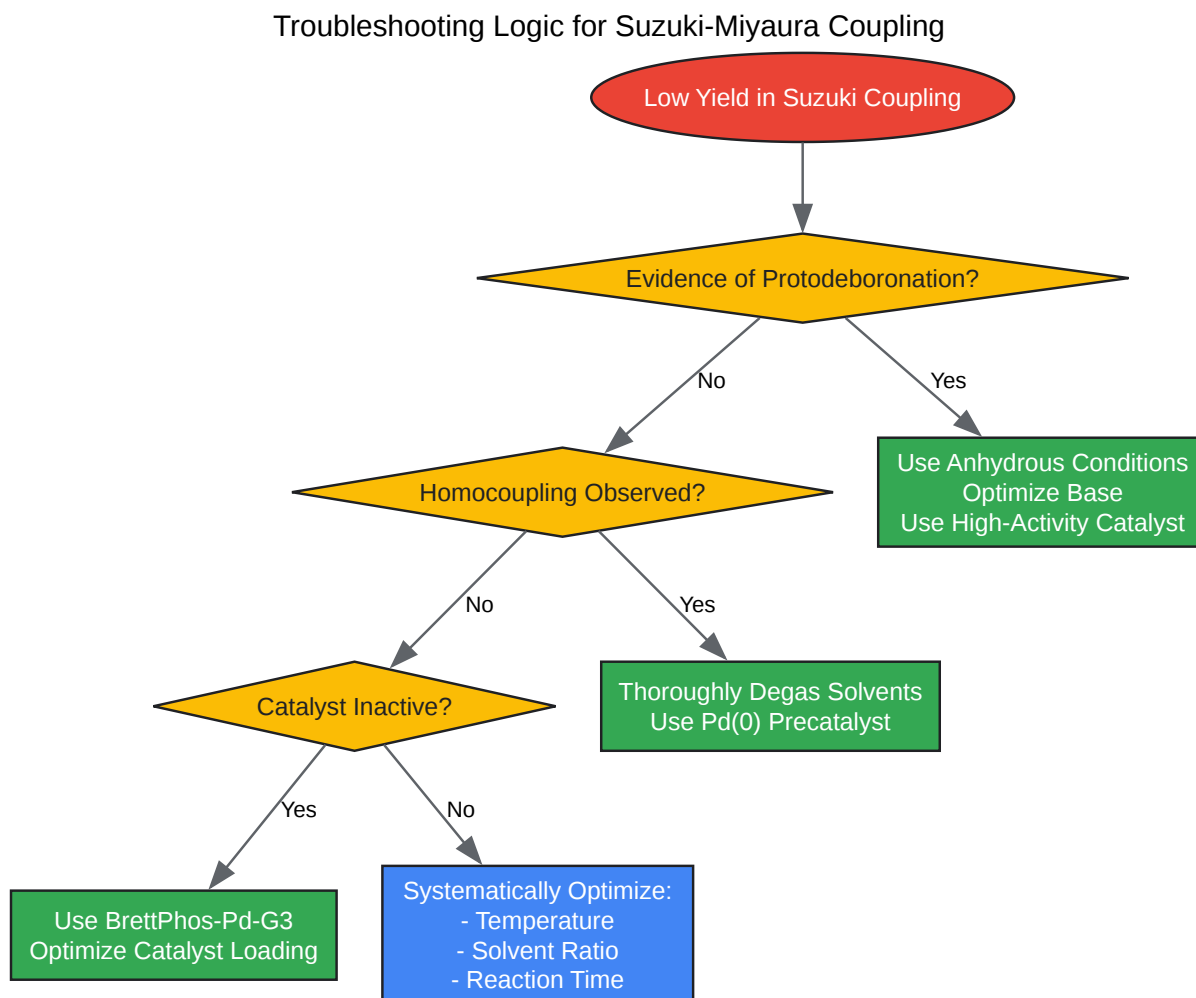 Troubleshooting Logic for Suzuki-Miyaura Coupling
Low Yield in Suzuki Coupling
Evidence of Protodeboronation?
No
Yes
Use Anhydrous Conditions
Optimize Base
Use High-Activity Catalyst
Homocoupling Observed?
No
Yes
Thoroughly Degas Solvents
Use Pd(0) Precatalyst
Catalyst Inactive?
Yes
No
Use BrettPhos-Pd-G3
Optimize Catalyst Loading
Systematically Optimize:
- Temperature
- Solvent Ratio
- Reaction Time